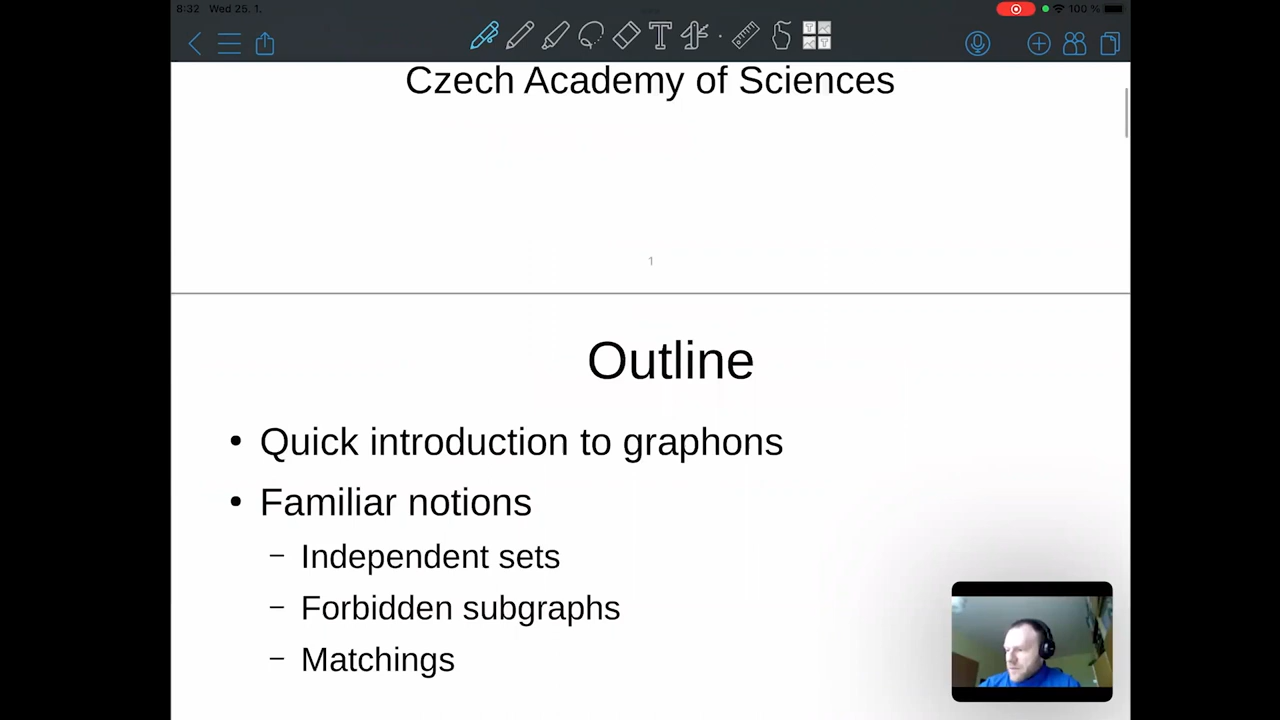 8:32 Wed 25. 1.
100 %
T
T
T
Czech Academy of Sciences
1
Outline
• Quick introduction to graphons
• Familiar notions
– Independent sets
– Forbidden subgraphs
– Matchings